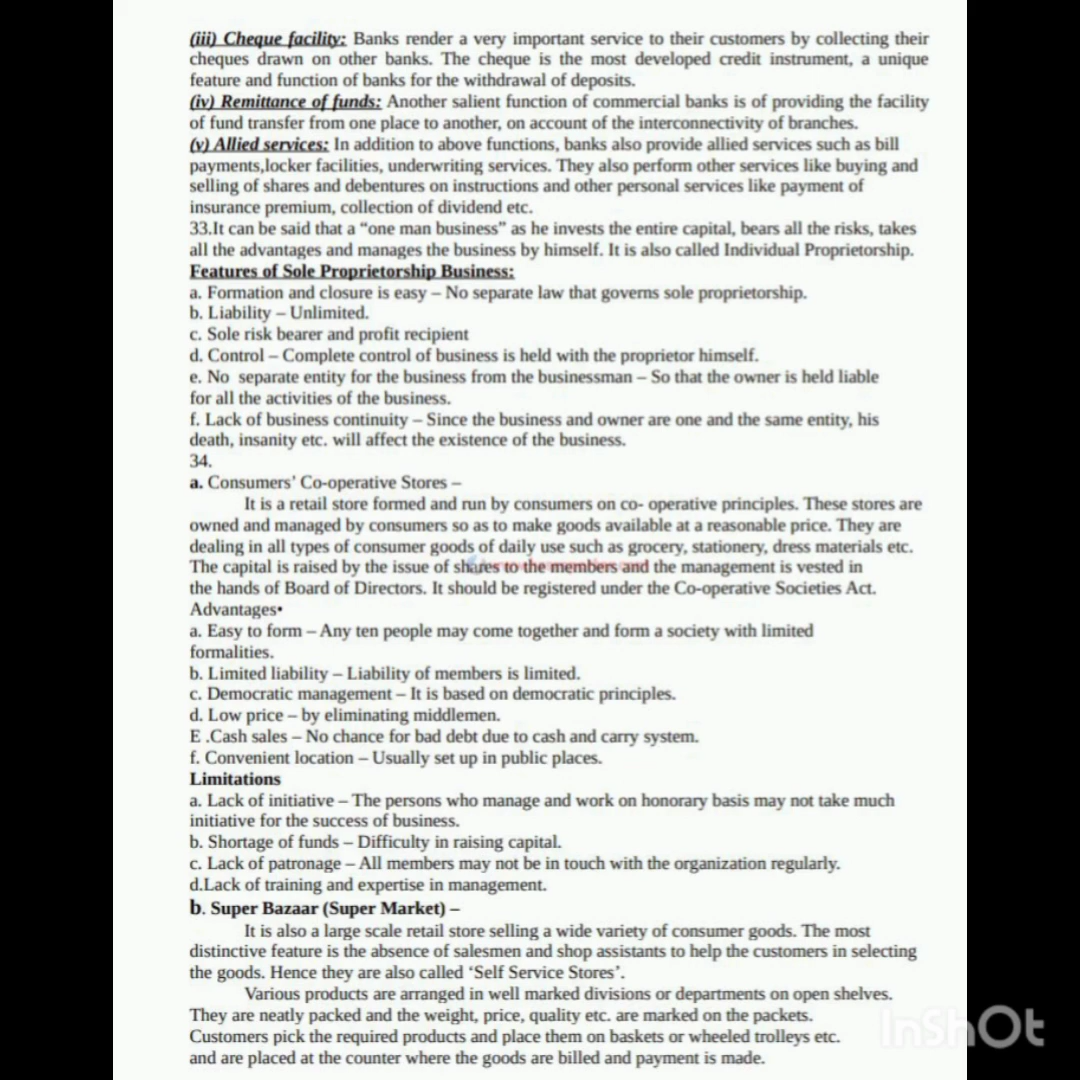 (iii) Cheque facility: Banks render a very important service to their customers by collecting their
cheques drawn on other banks. The cheque is the most developed credit instrument, a unique
feature and function of banks for the withdrawal of deposits.
(iv) Remittance of funds: Another salient function of commercial banks is of providing the facility
of fund transfer from one place to another, on account of the interconnectivity of branches.
(v) Allied services: In addition to above functions, banks also provide allied services such as bill
payments,locker facilities, underwriting services. They also perform other services like buying and
selling of shares and debentures on instructions and other personal services like payment of
insurance premium, collection of dividend etc.
33.It can be said that a “one man business” as he invests the entire capital, bears all the risks, takes
all the advantages and manages the business by himself. It is also called Individual Proprietorship.
Features of Sole Proprietorship Business:
a. Formation and closure is easy – No separate law that governs sole proprietorship.
b. Liability – Unlimited.
c. Sole risk bearer and profit recipient
d. Control – Complete control of business is held with the proprietor himself.
e. No separate entity for the business from the businessman – So that the owner is held liable
for all the activities of the business.
f. Lack of business continuity – Since the business and owner are one and the same entity, his
death, insanity etc. will affect the existence of the business.
34.
a. Consumers’ Co-operative Stores –
It is a retail store formed and run by consumers on co- operative principles. These stores are
owned and managed by consumers so as to make goods available at a reasonable price. They are
dealing in all types of consumer goods of daily use such as grocery, stationery, dress materials etc.
The capital is raised by the issue of shares to the members and the management is vested in
the hands of Board of Directors. It should be registered under the Co-operative Societies Act.
Advantages•
a. Easy to form – Any ten people may come together and form a society with limited
formalities.
b. Limited liability – Liability of members is limited.
c. Democratic management – It is based on democratic principles.
d. Low price – by eliminating middlemen.
E .Cash sales – No chance for bad debt due to cash and carry system.
f. Convenient location – Usually set up in public places.
Limitations
a. Lack of initiative – The persons who manage and work on honorary basis may not take much
initiative for the success of business.
b. Shortage of funds – Difficulty in raising capital.
c. Lack of patronage – All members may not be in touch with the organization regularly.
d.Lack of training and expertise in management.
b. Super Bazaar (Super Market) –
It is also a large scale retail store selling a wide variety of consumer goods. The most
distinctive feature is the absence of salesmen and shop assistants to help the customers in selecting
the goods. Hence they are also called ‘Self Service Stores’.
Various products are arranged in well marked divisions or departments on open shelves.
They are neatly packed and the weight, price, quality etc. are marked on the packets.
Customers pick the required products and place them on baskets or wheeled trolleys etc.
and are placed at the counter where the goods are billed and payment is made.
InShOt